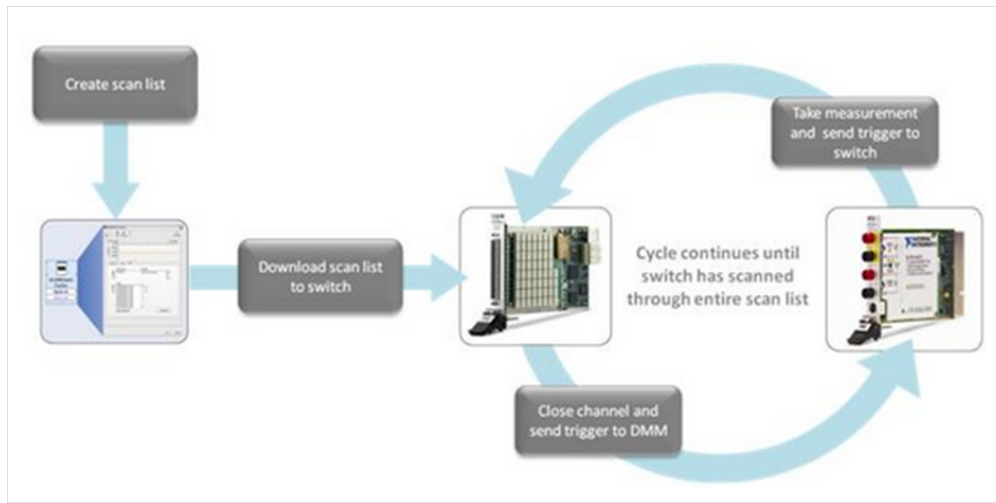 Create scan list
Take measurement
and send trigger to
switch
Download scan list
to switch
Cycle continues until
switch has scanned
through entire scan list
Close channel and
send trigger to DMM